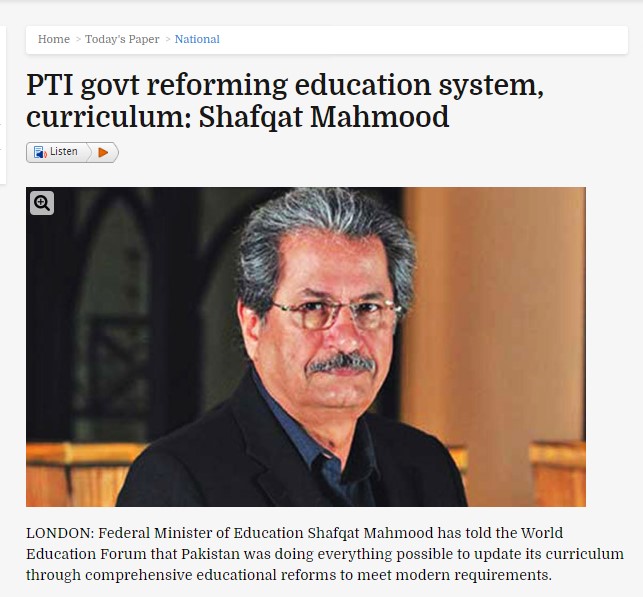 Home > Today's Paper > National
PTI govt reforming education system,
curriculum: Shafqat Mahmood
Listen
LONDON: Federal Minister of Education Shafqat Mahmood has told the World
Education Forum that Pakistan was doing everything possible to update its curriculum
through comprehensive educational reforms to meet modern requirements.